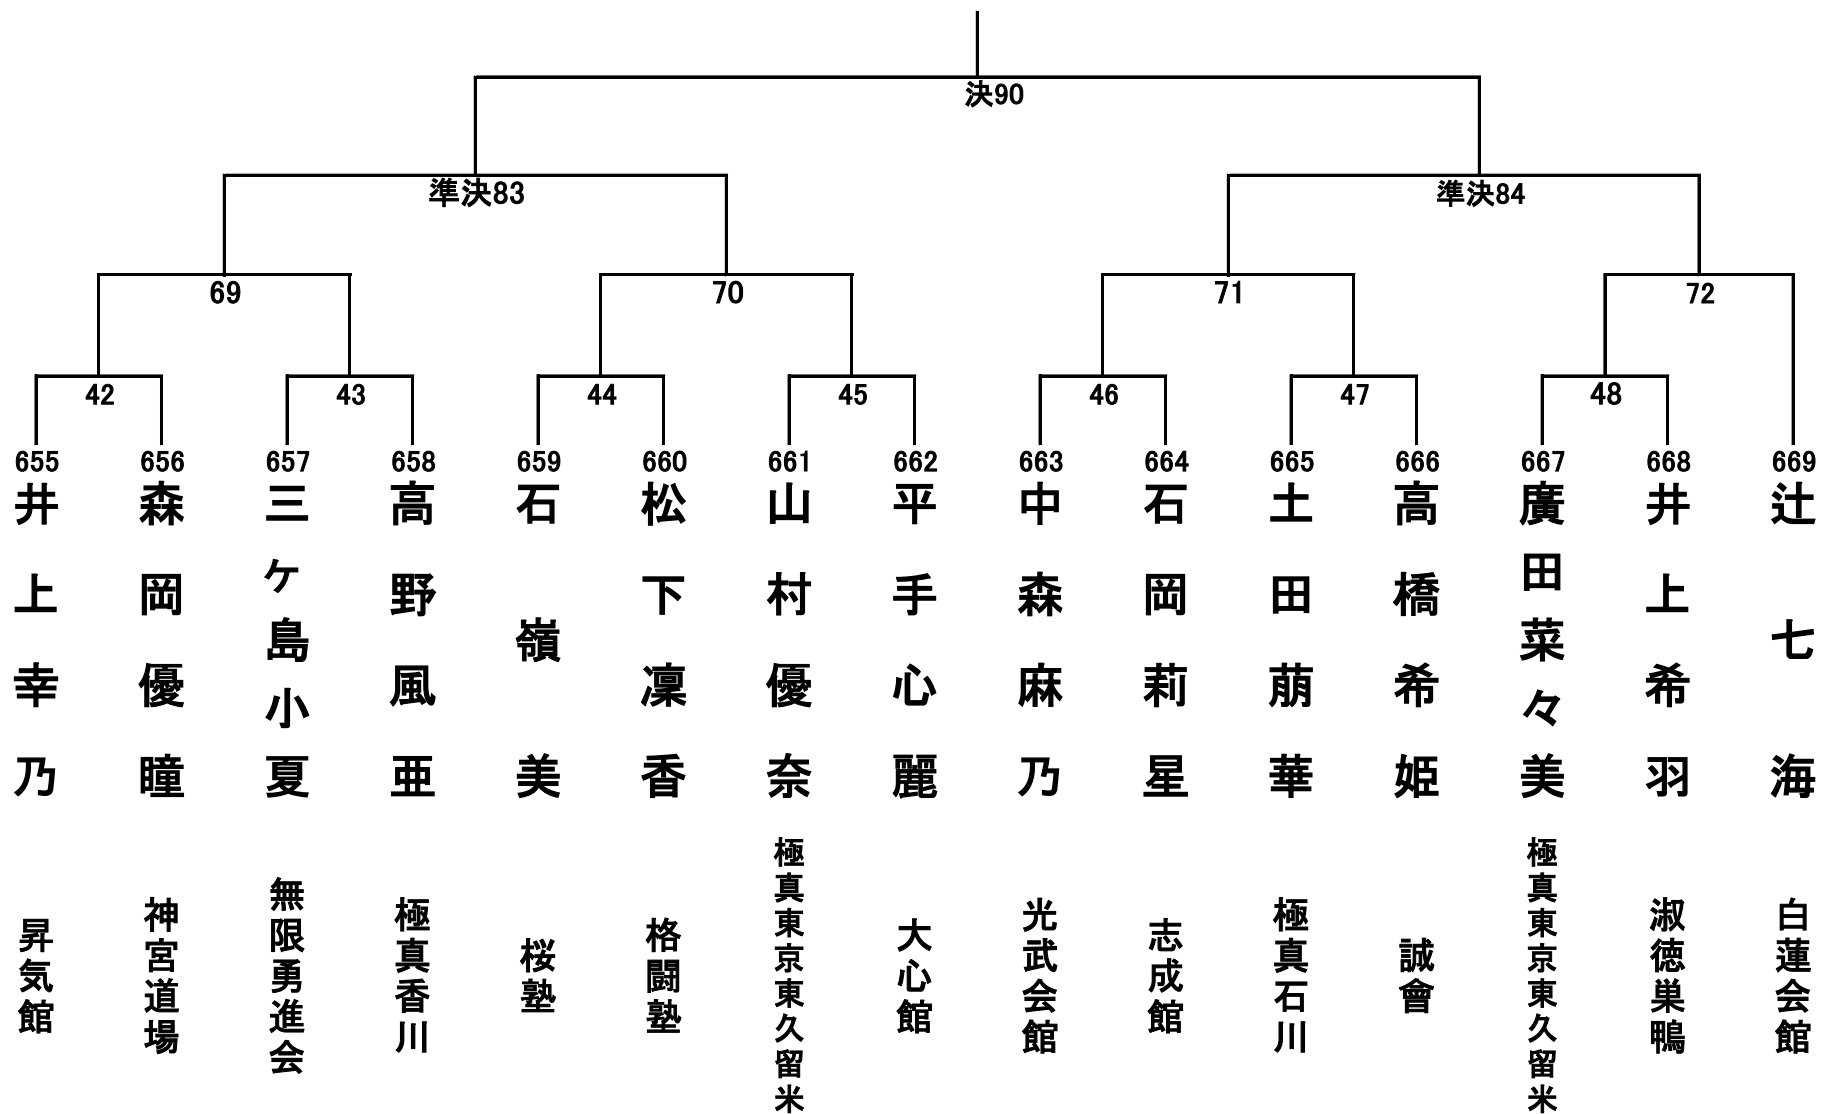 決90
準決83
準決84
69
70
71
72
42
43
44
45
46
47
48
655
656
657
658
659
660
661
662
663
664
665
666
667
668
669
井上幸乃
森岡優瞳
三ヶ島小夏
高野風亜
石嶺美
松下凜香
山村優奈
平手心麗
中森麻乃
石岡莉星
土田萠華
高橋希姫
廣田菜々美
井上希羽
辻七海
昇気館
神宮道場
無限勇進会
極真香川
桜塾
格闘塾
極真東京東久留米
大心館
光武会館
志成館
極真石川
誠會
極真東京東久留米
淑徳巣鴨
白蓮会館